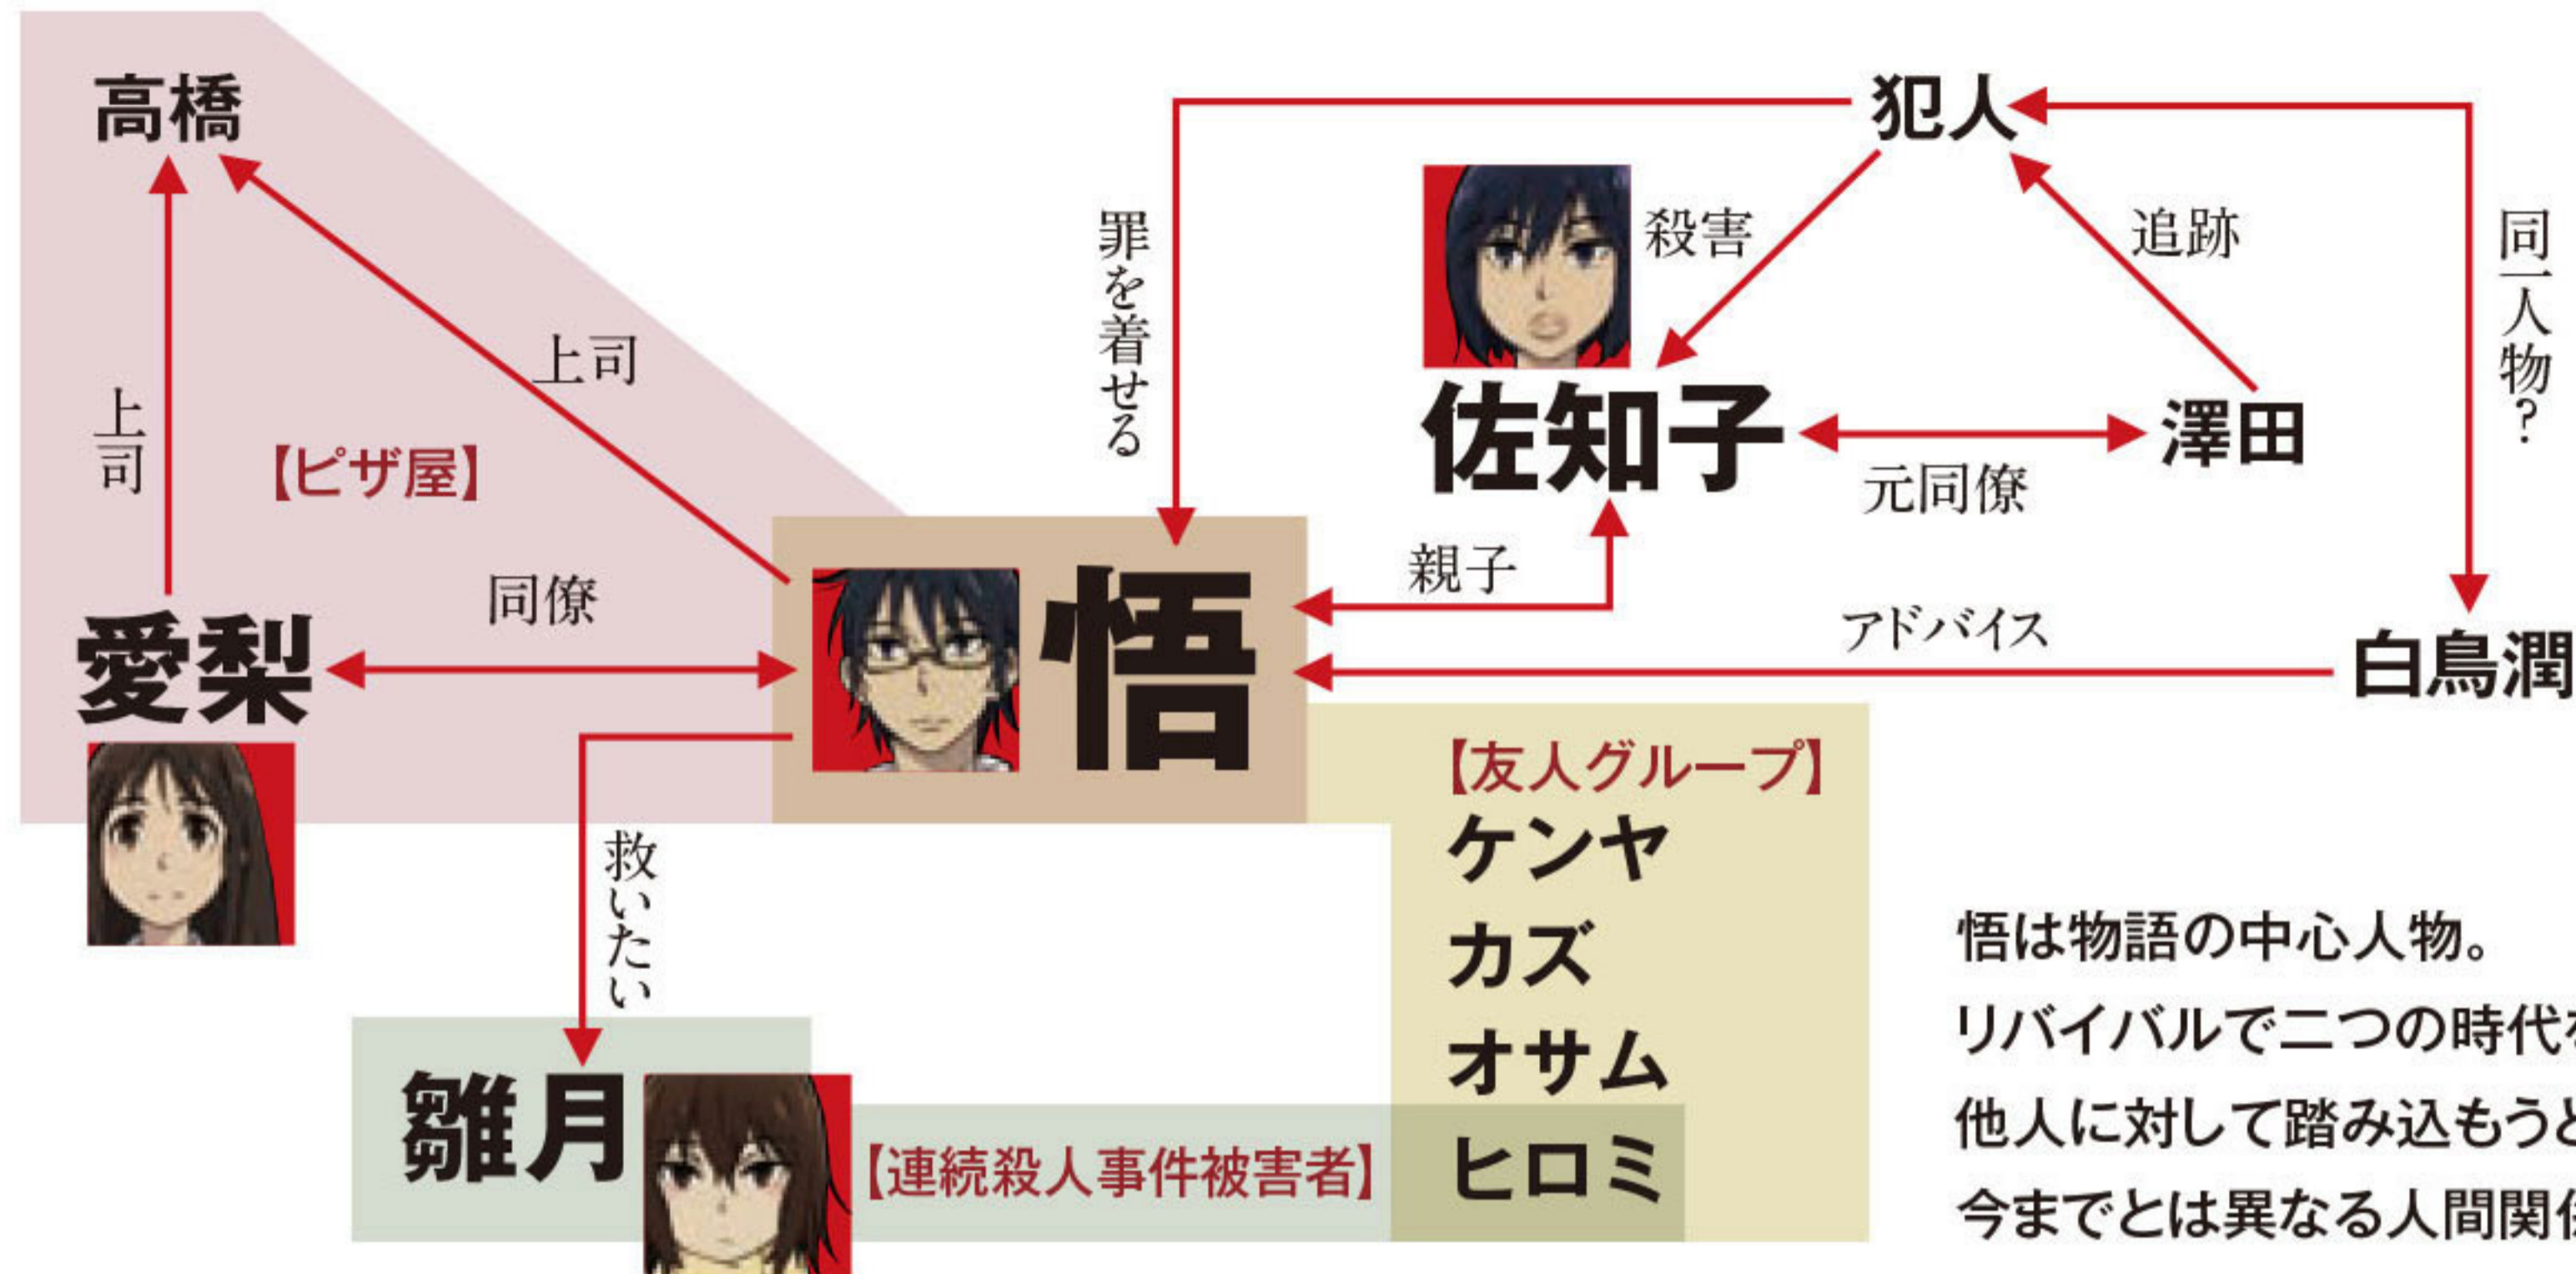 高橋
犯人
罪を着せる
殺害
追跡
同一人物?
上司
上司
【ピザ屋】
佐知子
澤田
元同僚
親子
同僚
愛梨
悟
アドバイス
白鳥潤
【友人グループ】
ケンヤ
カズ
オサム
ヒロミ
救いたい
雛月
【連続殺人事件被害者】
悟は物語の中心人物。
リバイバルで二つの時代
他人に対して踏み込もうと
今までとは異なる人間関係